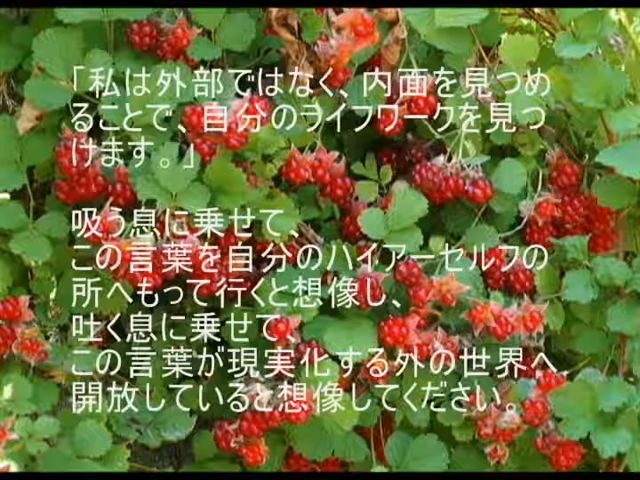 「私は外部ではなく、内面を見つめ
ることで、自分のライフワークを見つ
けます。」
吸う息に乗せて、
この言葉を自分のハイアーセルフの
所へもって行くと想像し、
吐く息に乗せて、
この言葉が現実化する外の世界へ
開放していると想像してください。